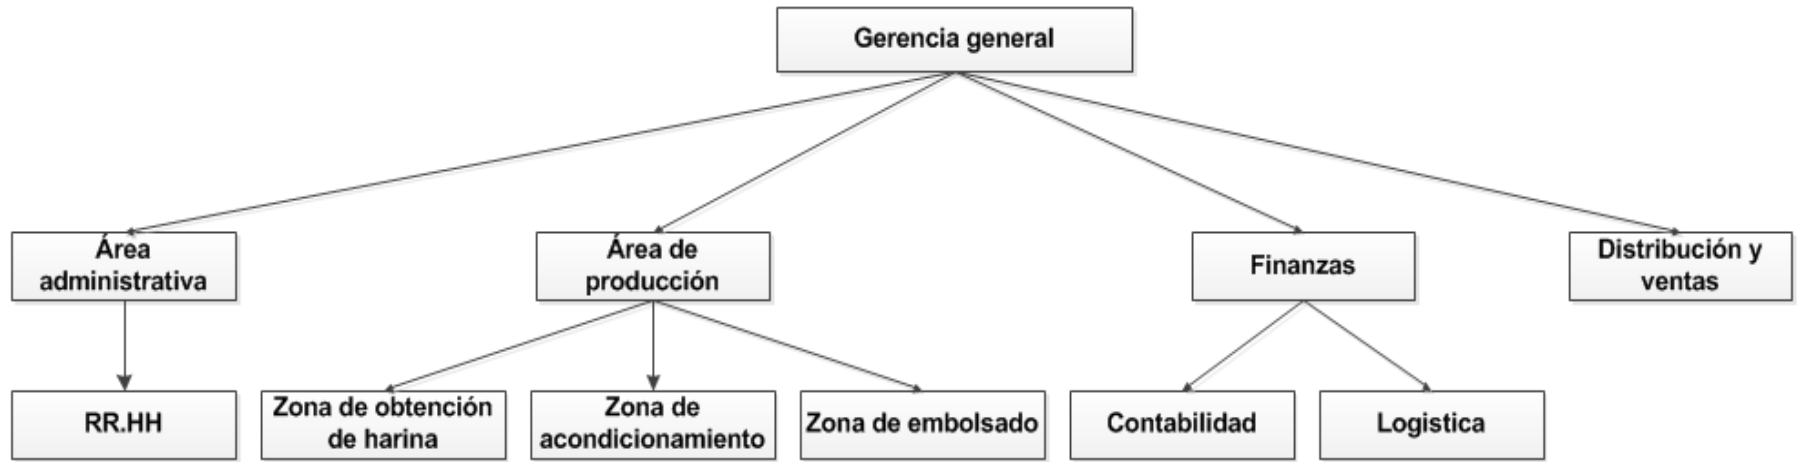 Gerencia general
Área
administrativa
Área de
producción
Finanzas
Distribución y
ventas
RR.HH
Zona de obtención
de harina
Zona de
acondicionamiento
Zona de embolsado
Contabilidad
Logistica